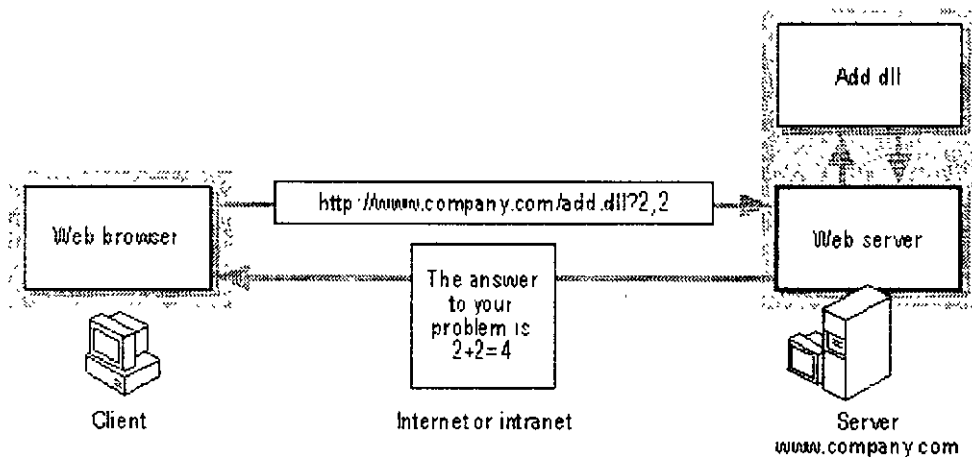 Add dll
http://www.company.com/add.dll?2,2
Web browser
Web server
The answer
to your
problem is
2+2=4
Client
Internet or intranet
Server
www.company com